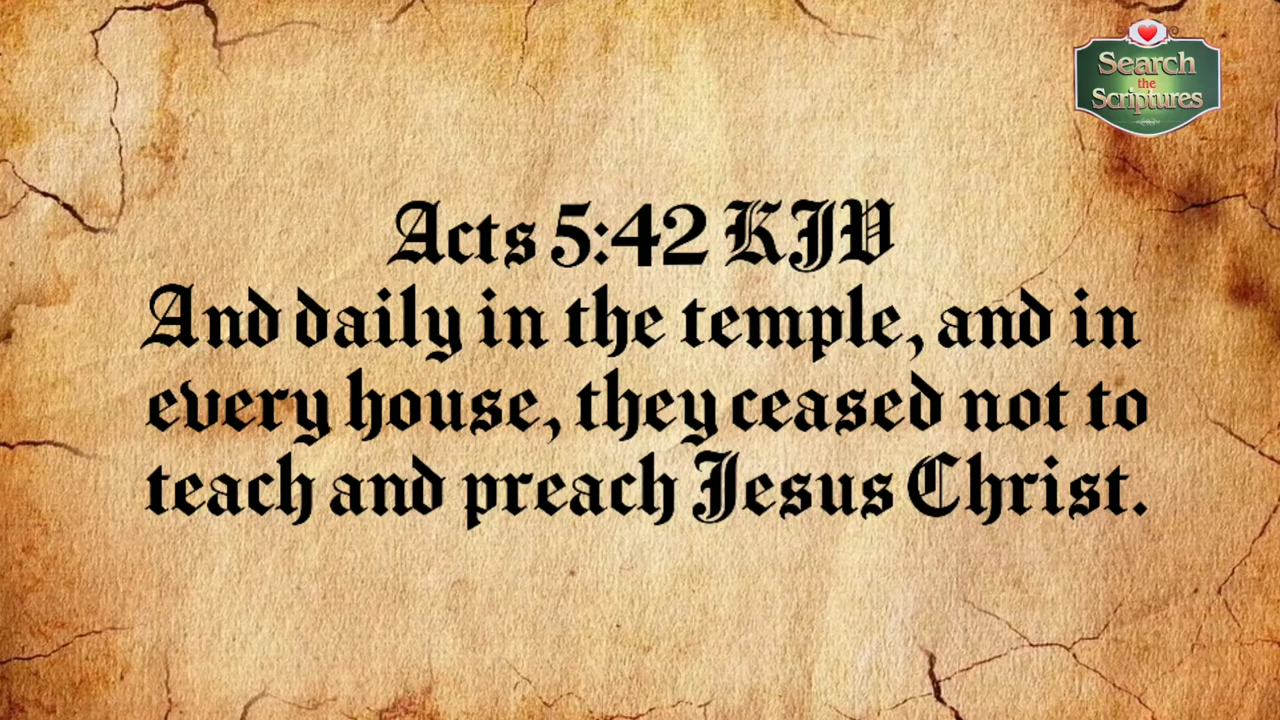 Search
the
Scriptures
Acts 5:42 KJV
And daily in the temple, and in
every house, they ceased not to
teach and preach Jesus Christ.